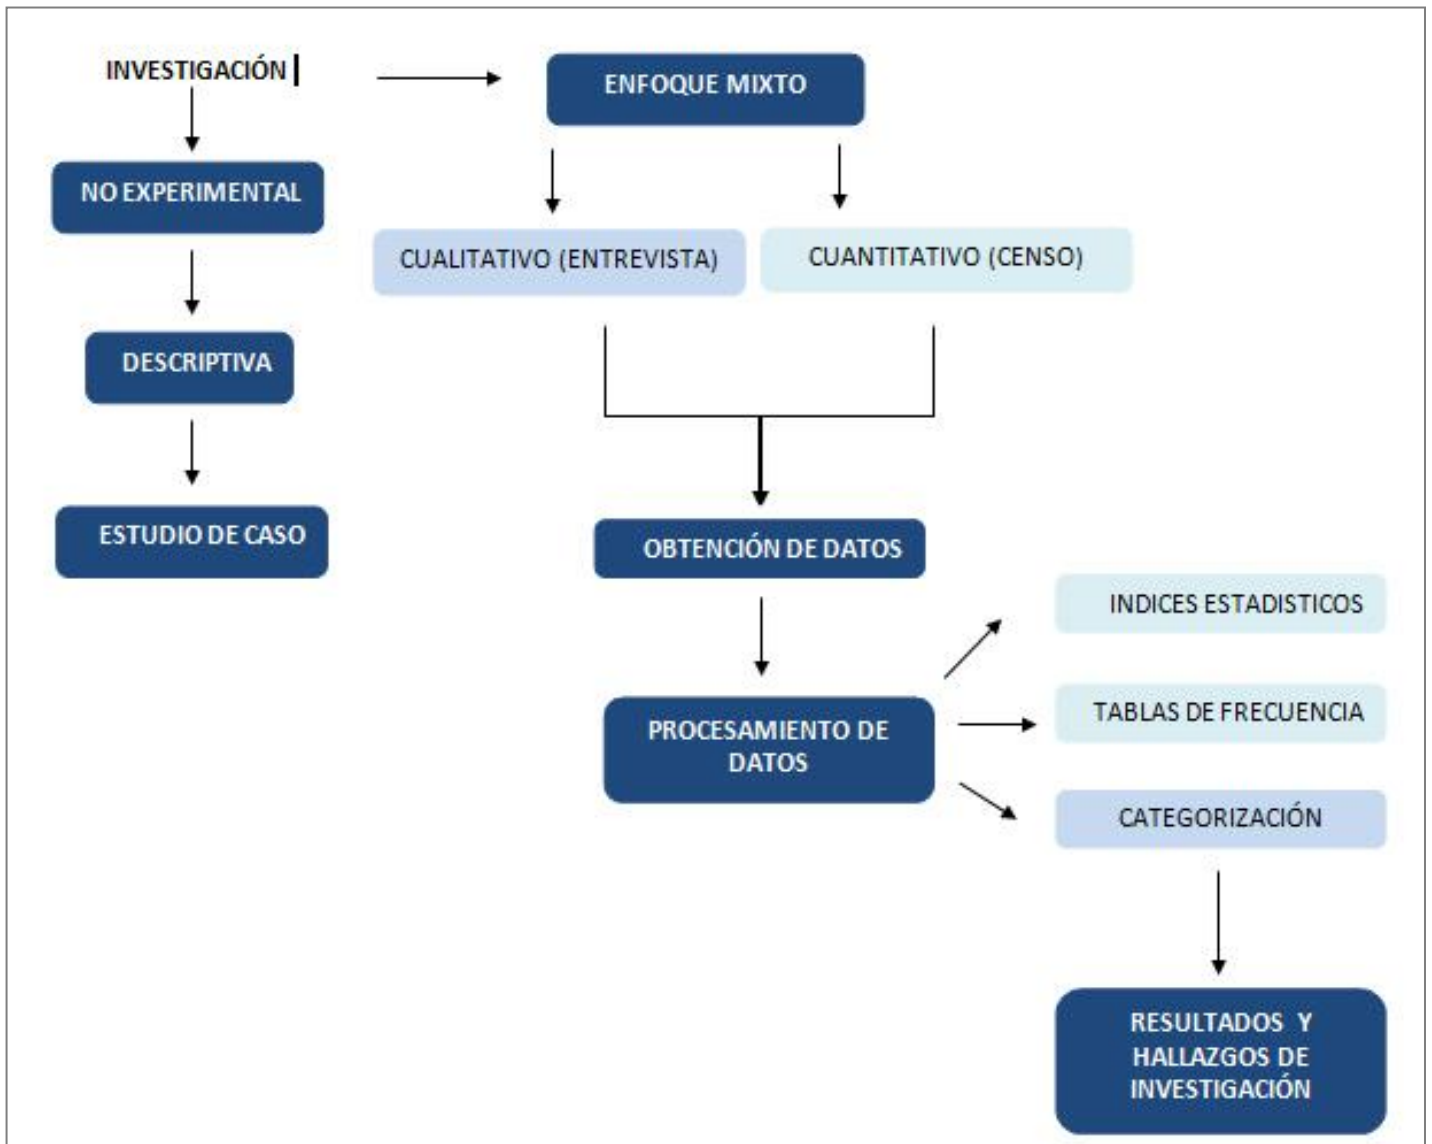 INVESTIGACIÓN
ENFOQUE MIXTO
NO EXPERIMENTAL
CUALITATIVO (ENTREVISTA)
CUANTITATIVO (CENSO)
DESCRIPTIVA
ESTUDIO DE CASO
OBTENCIÓN DE DATOS
INDICES ESTADISTICOS
PROCESAMIENTO DE
DATOS
TABLAS DE FRECUENCIA
CATEGORIZACIÓN
RESULTADOS Y
HALLAZGOS DE
INVESTIGACIÓN